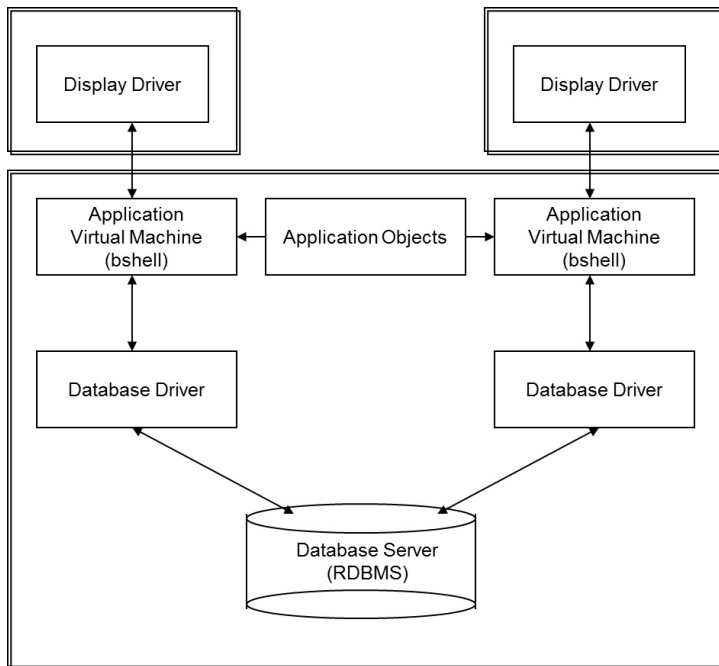 Display Driver
Display Driver
Application
Virtual Machine
(bshell)
Application Objects
Application
Virtual Machine
(bshell)
Database Driver
Database Driver
Database Server
(RDBMS)